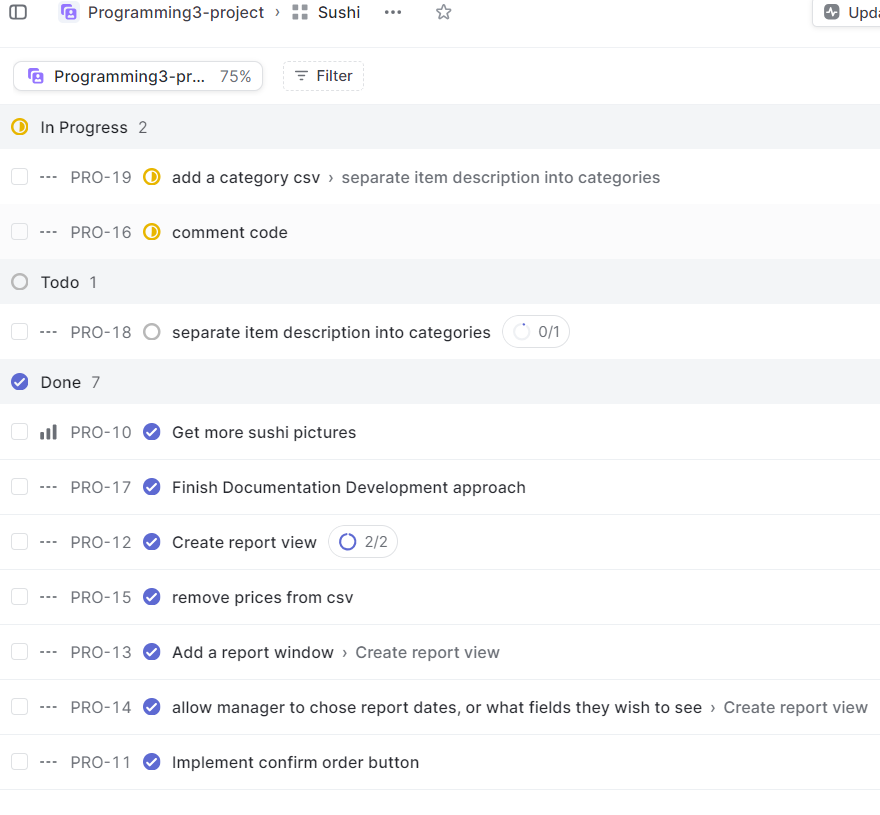 Programming3-project › Sushi ••• Upda
Programming3-pr... 75% Filter
In Progress 2
--- PRO-19 add a category csv › separate item description into categories
--- PRO-16 comment code
Todo 1
--- PRO-18 separate item description into categories 0/1
Done 7
PRO-10 Get more sushi pictures
--- PRO-17 Finish Documentation Development approach
--- PRO-12 Create report view 2/2
--- PRO-15 remove prices from csv
--- PRO-13 Add a report window › Create report view
--- PRO-14 allow manager to chose report dates, or what fields they wish to see › Create report view
--- PRO-11 Implement confirm order button